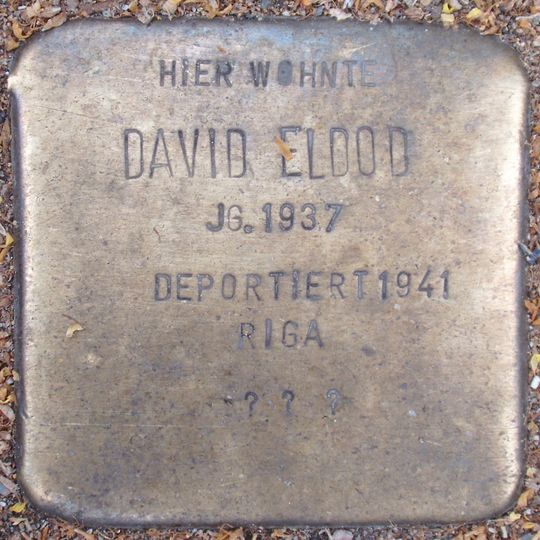 HIER WOHNTE
DAVID ELDOD
JG. 1937
DEPORTIERT 1941
RIGA
? ? ?